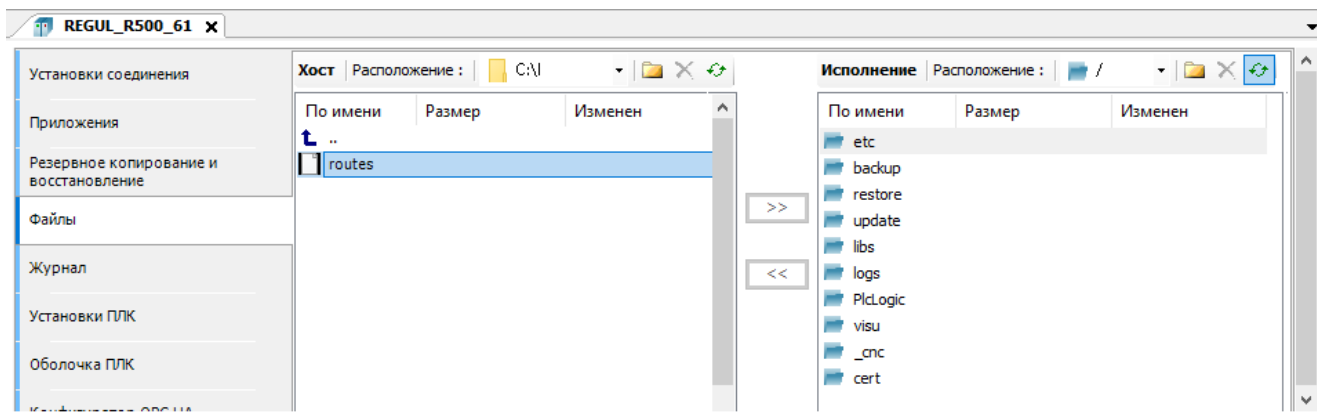 REGUL_R500_61 x
Установки соединения
Приложения
Резервное копирование и
восстановление
Файлы
Журнал
Установки ПЛК
Оболочка ПЛК
Хост Расположение : C:\l
По имени Размер Изменен
..
routes
>>
<<
Исполнение Расположение : /
По имени Размер Изменен
etc
backup
restore
update
libs
logs
PlcLogic
visu
_cnc
cert